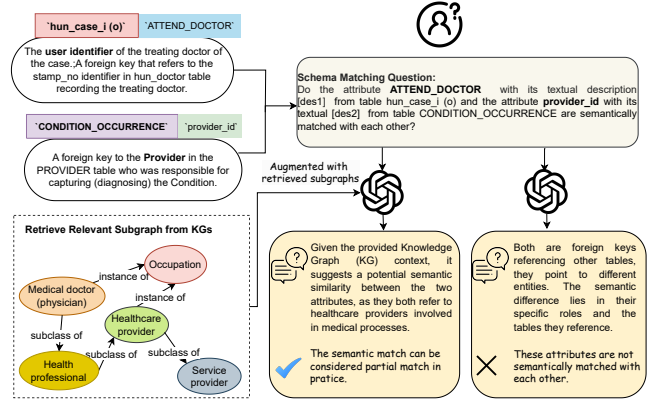 `hun_case_i (o)` `ATTEND_DOCTOR`
The user identifier of the treating doctor of
the case.;A foreign key that refers to the
stamp_no identifier in hun_doctor table
recording the treating doctor.
`CONDITION_OCCURRENCE` `provider_id`
A foreign key to the Provider in the
PROVIDER table who was responsible for
capturing (diagnosing) the Condition.
Schema Matching Question:
Do the attribute ATTEND_DOCTOR with its textual description
[des1] from table hun_case_i (o) and the attribute provider_id with its
textual [des2] from table CONDITION_OCCURRENCE are semantically
matched with each other?
Augmented with
retrieved subgraphs
Retrieve Relevant Subgraph from KGs
Occupation
instance of
Medical doctor
(physician)
instance of
Healthcare
provider
subclass of
subclass of
subclass of
Health
professional
Service
provider
Given the provided Knowledge
Graph (KG) context, it
suggests a potential semantic
similarity between the two
attributes, as they both refer to
healthcare providers involved
in medical processes.
The semantic match can be
considered partial match in
pratice.
Both are foreign keys
referencing other tables,
they point to different
entities. The semantic
difference lies in their
specific roles and the
tables they reference.
These attributes are not
semantically matched with
each other.